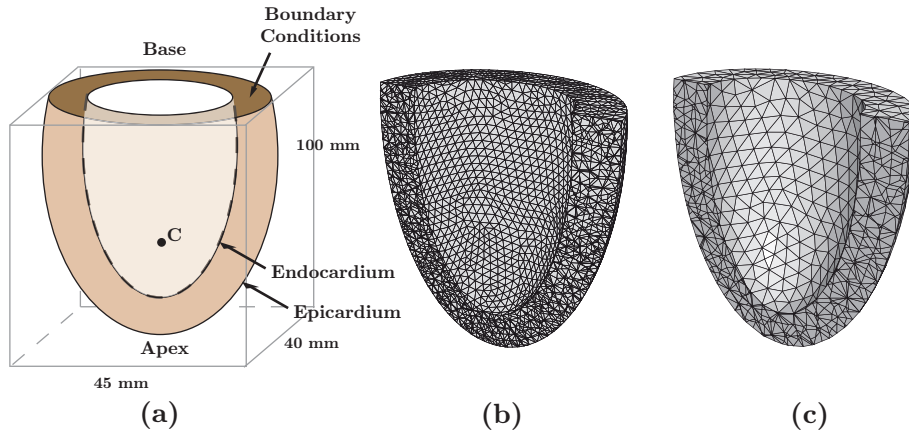 Boundary
Conditions
Base
100 mm
C
Endocardium
Epicardium
Apex
40 mm
45 mm
(a)
(b)
(c)